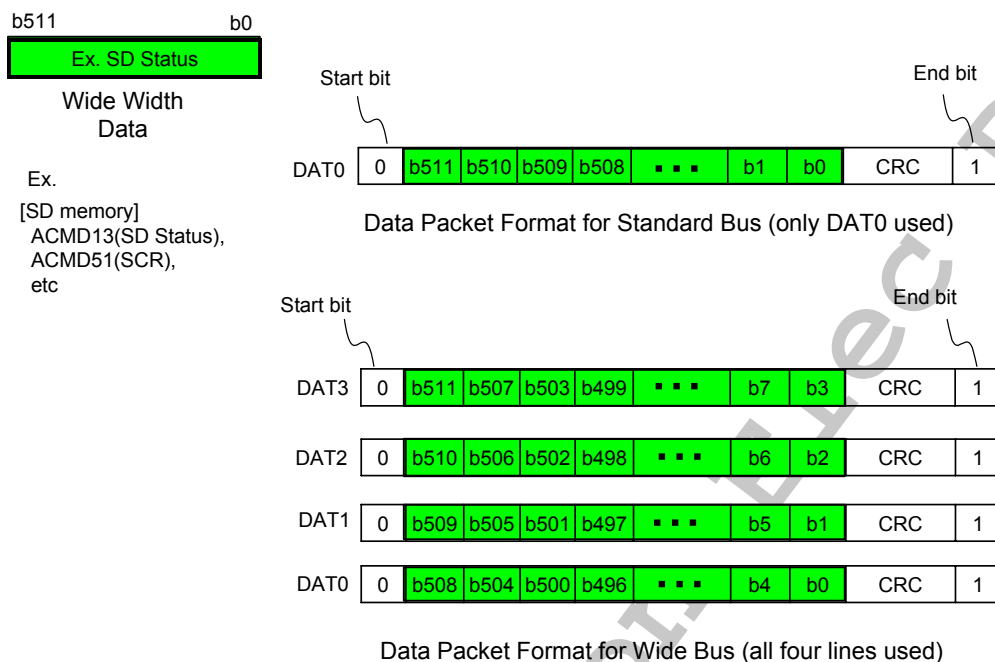 b511 b0
Ex. SD Status
Wide Width
Data
Ex.
[SD memory]
ACMD13(SD Status),
ACMD51(SCR),
etc
Start bit End bit
DAT0 0 b511 b510 b509 b508 ▪ ▪ ▪ b1 b0 CRC 1
Data Packet Format for Standard Bus (only DAT0 used)
Start bit End bit
DAT3 0 b511 b507 b503 b499 ▪ ▪ ▪ b7 b3 CRC 1
DAT2 0 b510 b506 b502 b498 ▪ ▪ ▪ b6 b2 CRC 1
DAT1 0 b509 b505 b501 b497 ▪ ▪ ▪ b5 b1 CRC 1
DAT0 0 b508 b504 b500 b496 ▪ ▪ ▪ b4 b0 CRC 1
Data Packet Format for Wide Bus (all four lines used)